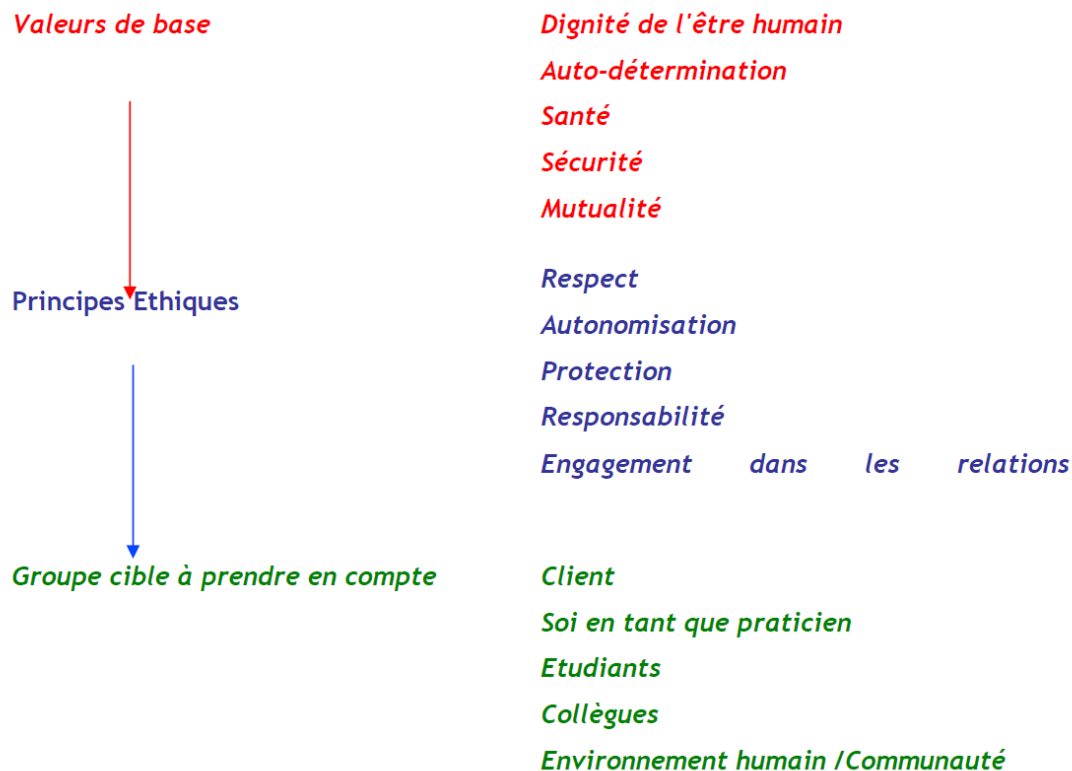 Valeurs de base
Dignité de l'être humain
Auto-détermination
Santé
Sécurité
Mutualité
Principes Ethiques
Respect
Autonomisation
Protection
Responsabilité
Engagement dans les relations
Groupe cible à prendre en compte
Client
Soi en tant que praticien
Etudiants
Collègues
Environnement humain /Communauté